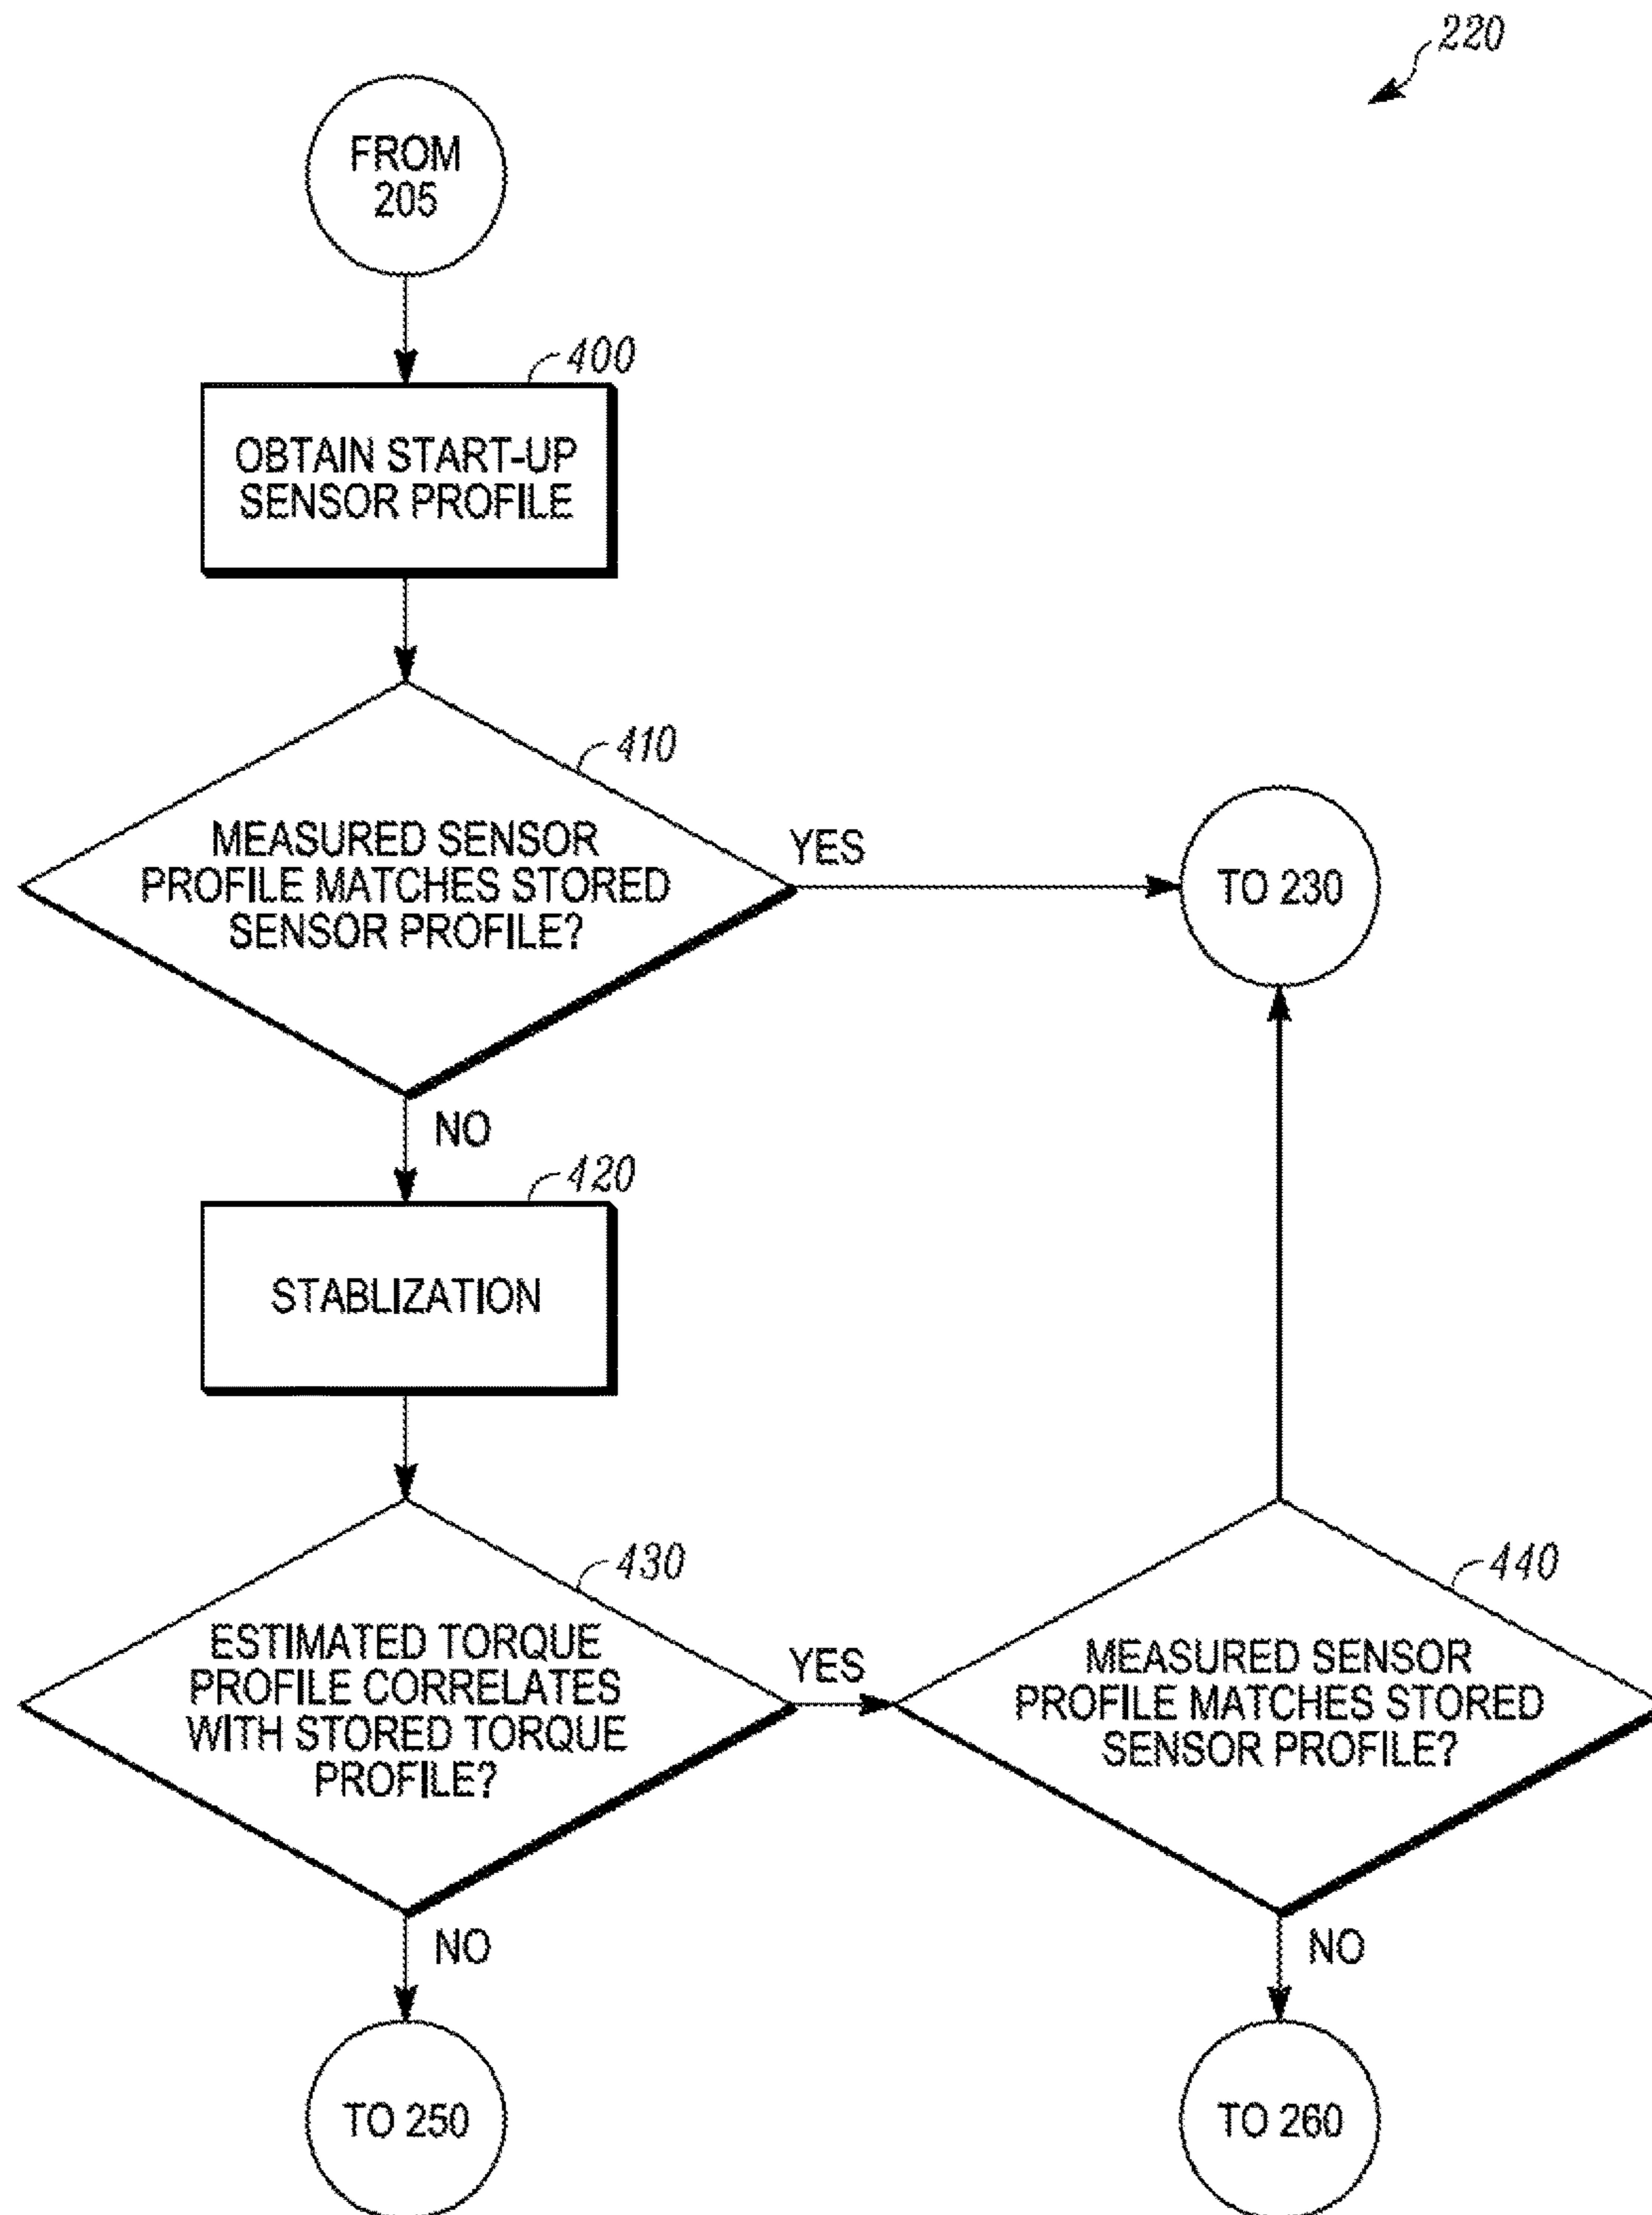 220
FROM
205
400
OBTAIN START-UP
SENSOR PROFILE
410
MEASURED SENSOR
PROFILE MATCHES STORED
SENSOR PROFILE?
YES
TO 230
NO
420
STABLIZATION
430
ESTIMATED TORQUE
PROFILE CORRELATES
WITH STORED TORQUE
PROFILE?
YES
440
MEASURED SENSOR
PROFILE MATCHES STORED
SENSOR PROFILE?
NO
NO
TO 250
TO 260